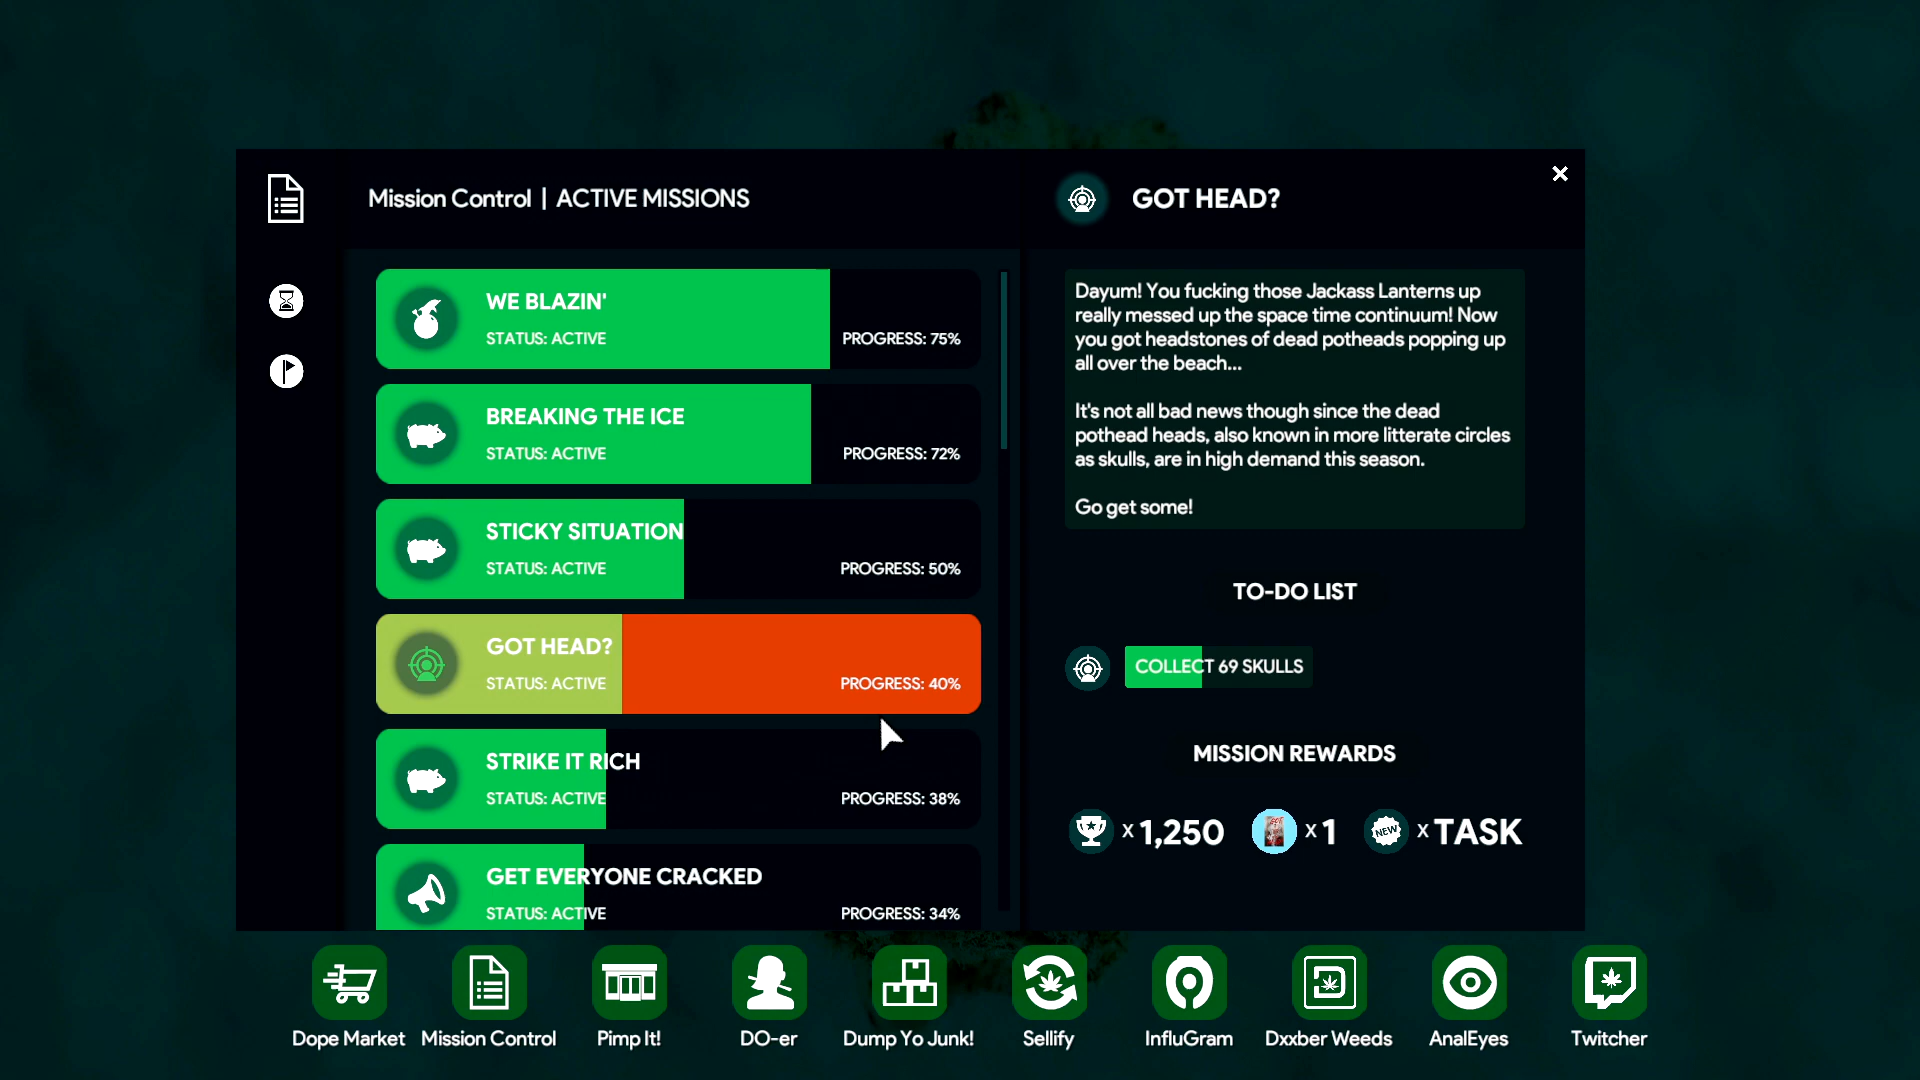 Mission Control | ACTIVE MISSIONS
WE BLAZIN'
STATUS: ACTIVE
PROGRESS: 75%
BREAKING THE ICE
STATUS: ACTIVE
PROGRESS: 72%
STICKY SITUATION
STATUS: ACTIVE
PROGRESS: 50%
GOT HEAD?
STATUS: ACTIVE
PROGRESS: 40%
STRIKE IT RICH
STATUS: ACTIVE
PROGRESS: 38%
GET EVERYONE CRACKED
STATUS: ACTIVE
PROGRESS: 34%
GOT HEAD?
Dayum! You fucking those Jackass Lanterns up
really messed up the space time continuum! Now
you got headstones of dead potheads popping up
all over the beach...
It's not all bad news though since the dead
pothead heads, also known in more litterate circles
as skulls, are in high demand this season.
Go get some!
TO-DO LIST
COLLECT 69 SKULLS
MISSION REWARDS
x 1,250
x 1
NEW x TASK
Dope Market
Mission Control
Pimp It!
DO-er
Dump Yo Junk!
Sellify
InfluGram
Dxxber Weeds
AnalEyes
Twitcher